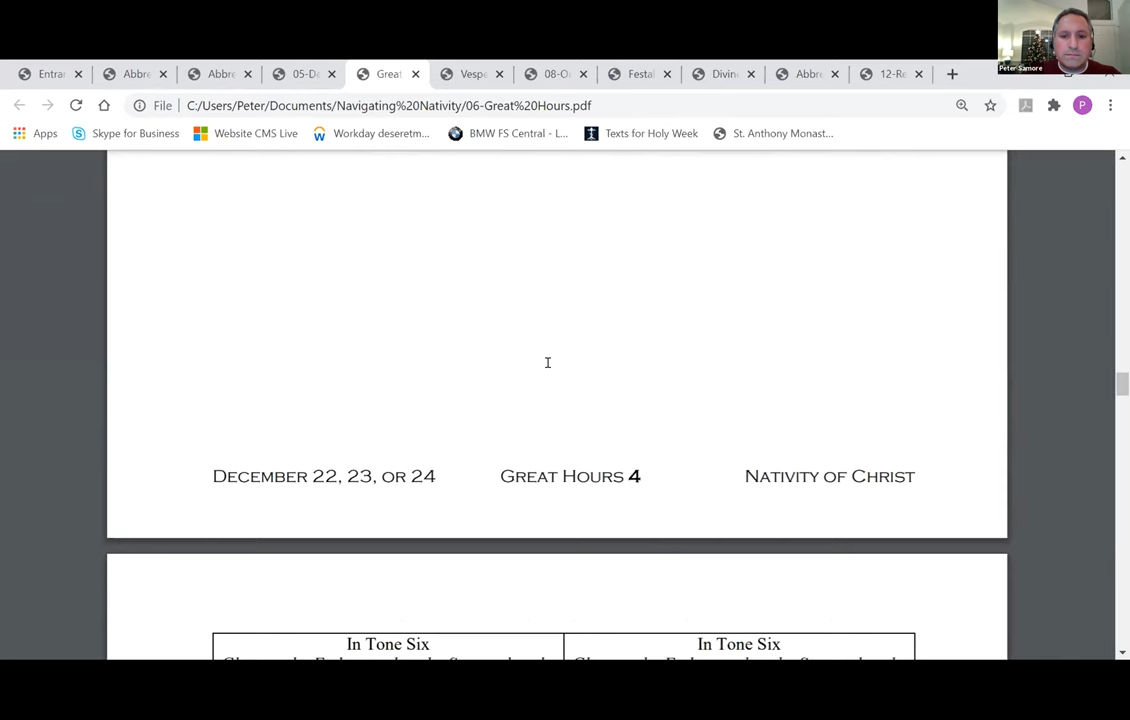 Peter Samore
Entra
Abbre
Abbre
05-De
Great
Vespe
08-O
Festal
Divin
Abbre
12-Re
File
C:/Users/Peter/Documents/Navigating%20Nativity/06-Great%20Hours.pdf
P
Apps
Skype for Business
Website CMS Live
Workday deseretm...
BMW FS Central - L...
Texts for Holy Week
St. Anthony Monast...
December 22, 23, or 24 Great Hours 4 Nativity of Christ
In Tone Six In Tone Six